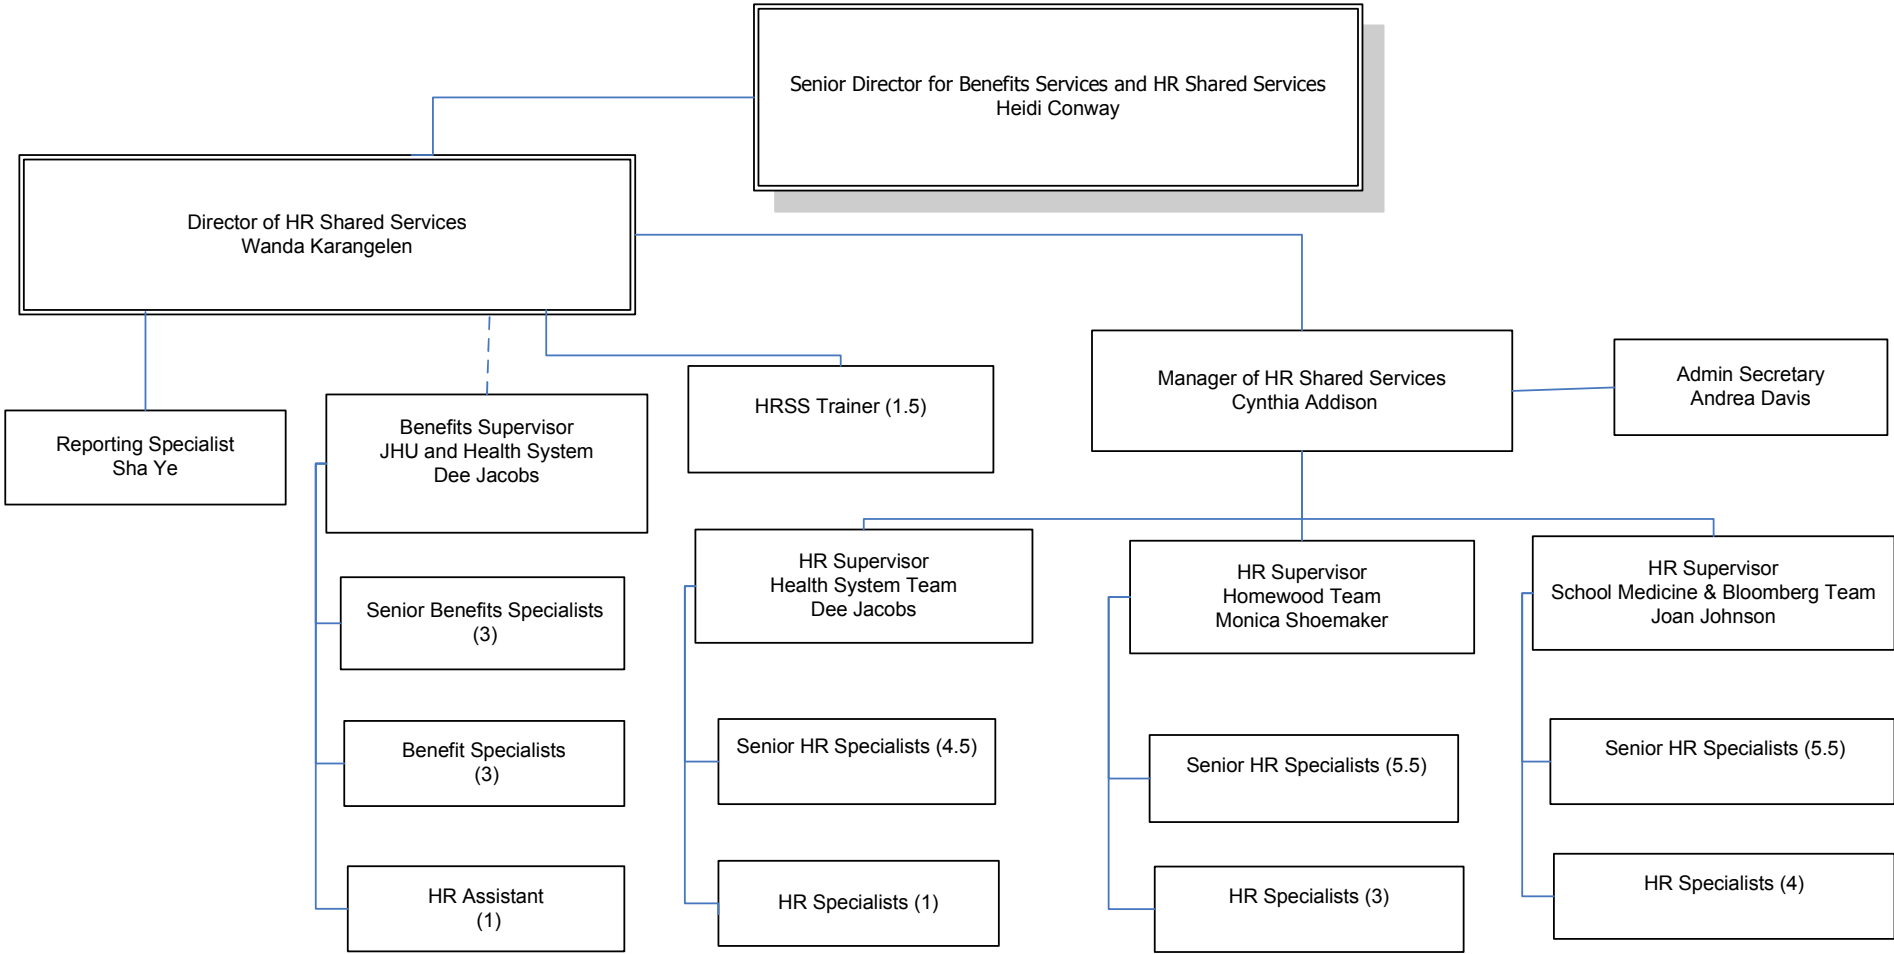 Senior Director for Benefits Services and HR Shared Services
Heidi Conway
Director of HR Shared Services
Wanda Karangelen
Manager of HR Shared Services
Cynthia Addison
Admin Secretary
Andrea Davis
Reporting Specialist
Sha Ye
Benefits Supervisor
JHU and Health System
Dee Jacobs
HRSS Trainer (1.5)
Senior Benefits Specialists
(3)
Benefit Specialists
(3)
HR Assistant
(1)
HR Supervisor
Health System Team
Dee Jacobs
Senior HR Specialists (4.5)
HR Specialists (1)
HR Supervisor
Homewood Team
Monica Shoemaker
Senior HR Specialists (5.5)
HR Specialists (3)
HR Supervisor
School Medicine & Bloomberg Team
Joan Johnson
Senior HR Specialists (5.5)
HR Specialists (4)